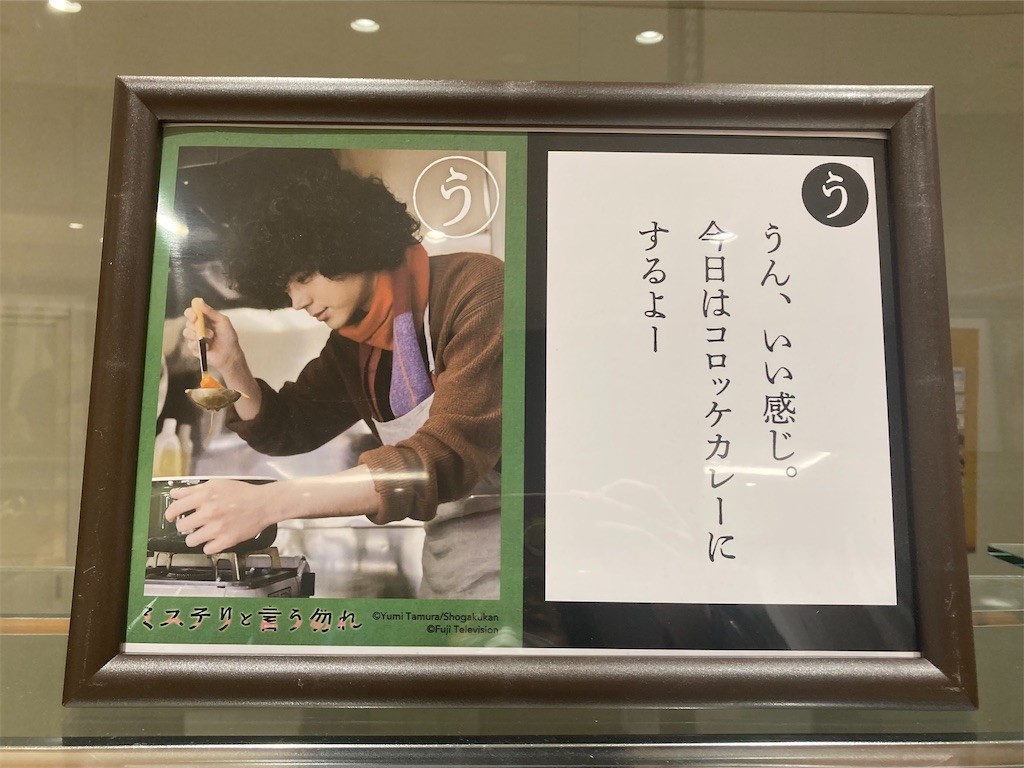 う
ミステリと言う勿れ
©Yumi Tamura/Shogakukan
©Fuji Television
う
うん、いい感じ。
今日はコロッケカレーに
するよー